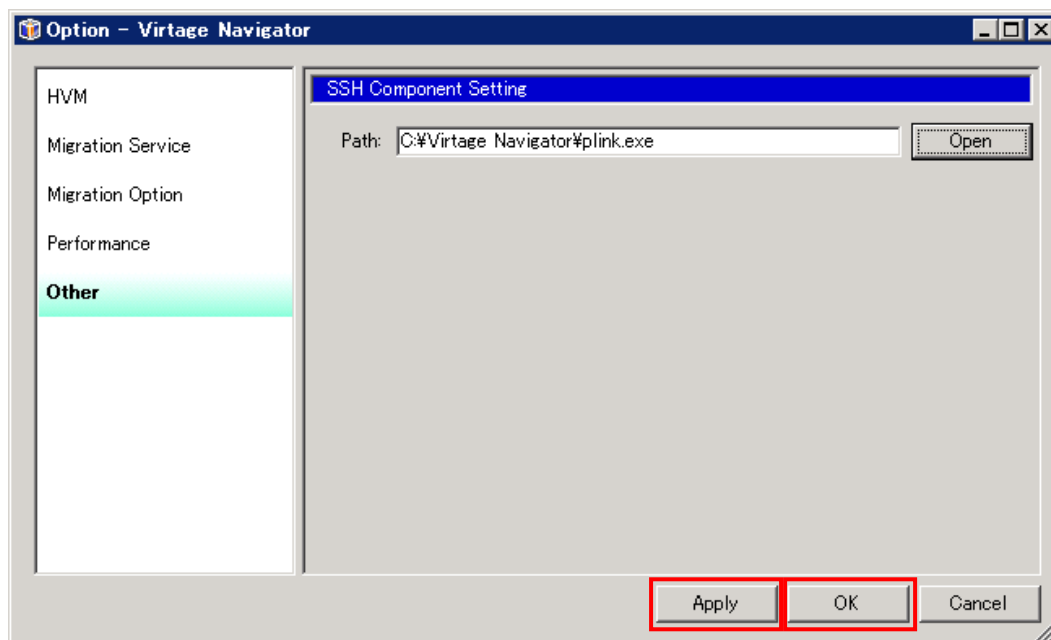 Option - Virtage Navigator
HVM
Migration Service
Migration Option
Performance
Other
SSH Component Setting
Path: C:¥Virtage Navigator¥plink.exe Open
Apply OK Cancel